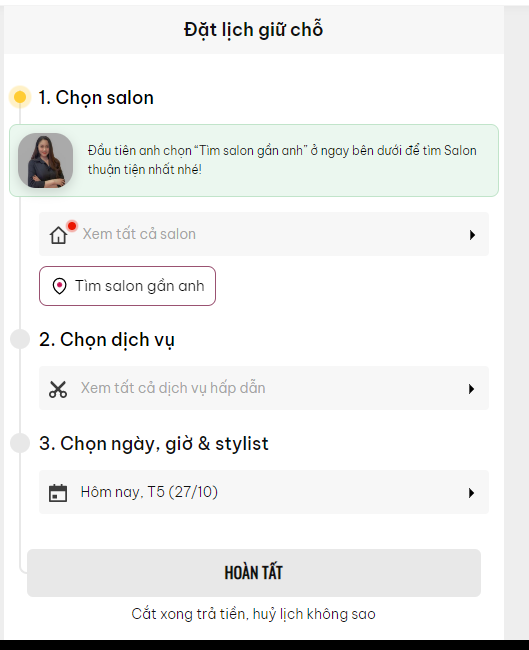 Đặt lịch giữ chỗ
1. Chọn salon
Đầu tiên anh chọn “Tìm salon gần anh” ở ngay bên dưới để tìm Salon
thuận tiện nhất nhé!
Xem tất cả salon
Tìm salon gần anh
2. Chọn dịch vụ
Xem tất cả dịch vụ hấp dẫn
3. Chọn ngày, giờ & stylist
Hôm nay, T5 (27/10)
HOÀN TẤT
Cắt xong trả tiền, huỷ lịch không sao